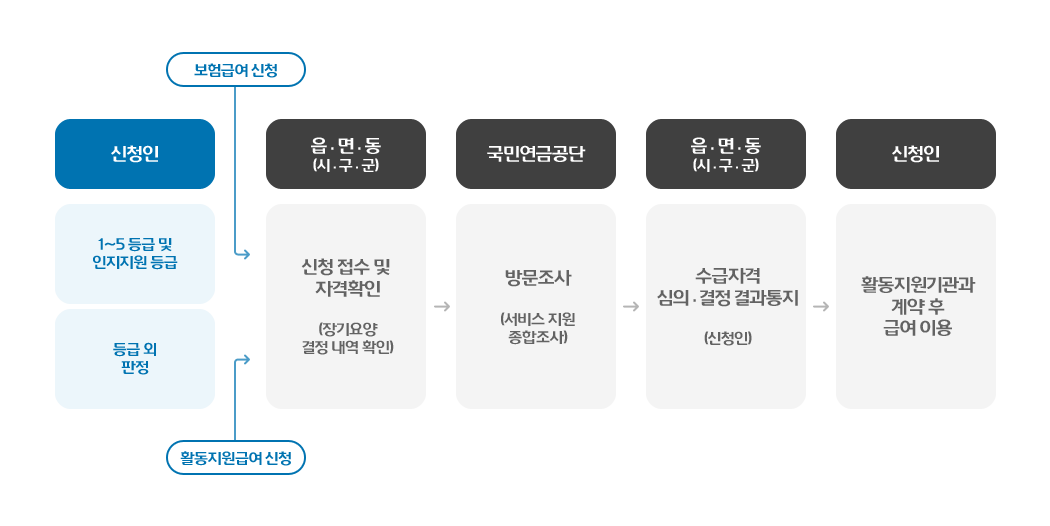 보험급여 신청
신청인
1~5 등급 및
인지지원 등급
등급 외
판정
활동지원급여 신청
읍·면·동
(시·구·군)
신청 접수 및
자격확인
(장기요양
결정 내역 확인)
국민연금공단
방문조사
(서비스 지원
종합조사)
읍·면·동
(시·구·군)
수급자격
심의·결정 결과통지
(신청인)
신청인
활동지원기관과
계약 후
급여 이용